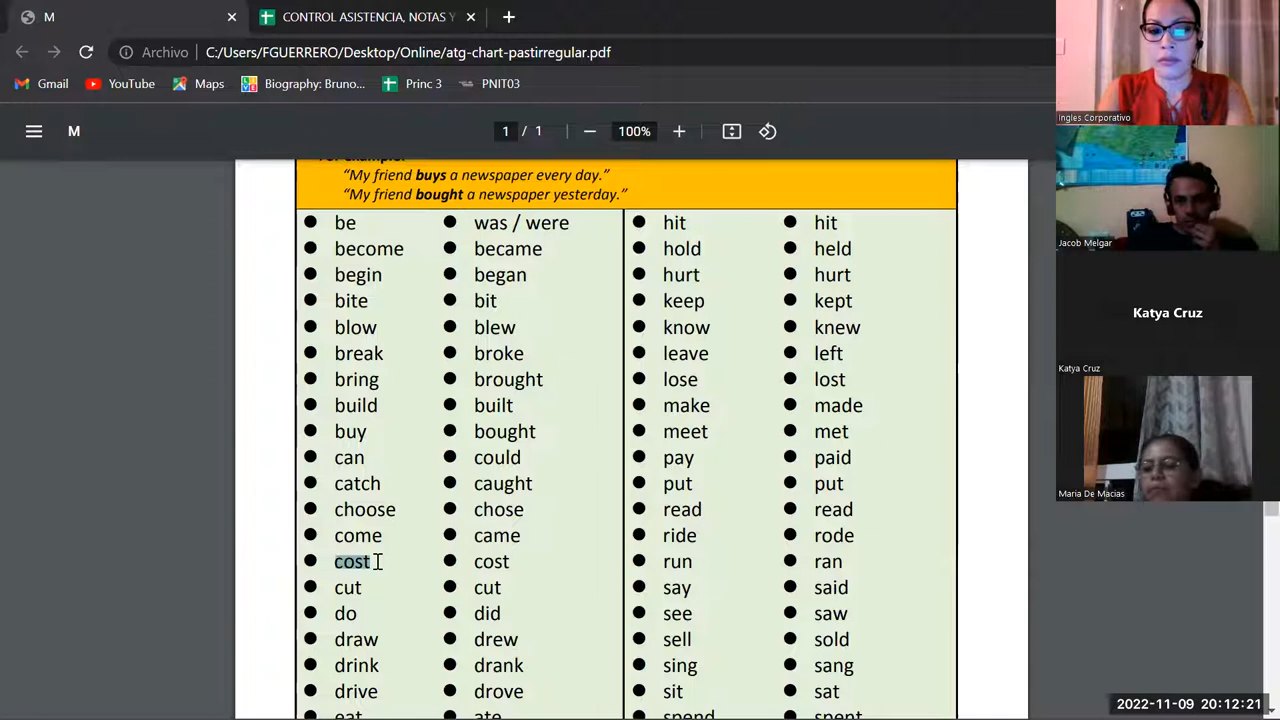 M
CONTROL ASISTENCIA, NOTAS Y
Archivo
C:/Users/FGUERRERO/Desktop/Online/atg-chart-pastirregular.pdf
Gmail
YouTube
Maps
Biography: Bruno...
Princ 3
PNIT03
M
1 / 1
100%
For example:
“My friend buys a newspaper every day.”
“My friend bought a newspaper yesterday.”
be was / were hit hit
become became hold held
begin began hurt hurt
bite bit keep kept
blow blew know knew
break broke leave left
bring brought lose lost
build built make made
buy bought meet met
can could pay paid
catch caught put put
choose chose read read
come came ride rode
cost cost run ran
cut cut say said
do did see saw
draw drew sell sold
drink drank sing sang
drive drove sit sat
eat ate spend spent
Ingles Corporativo
Jacob Melgar
Katya Cruz
Katya Cruz
Maria De Macias
2022-11-09 20:12:21